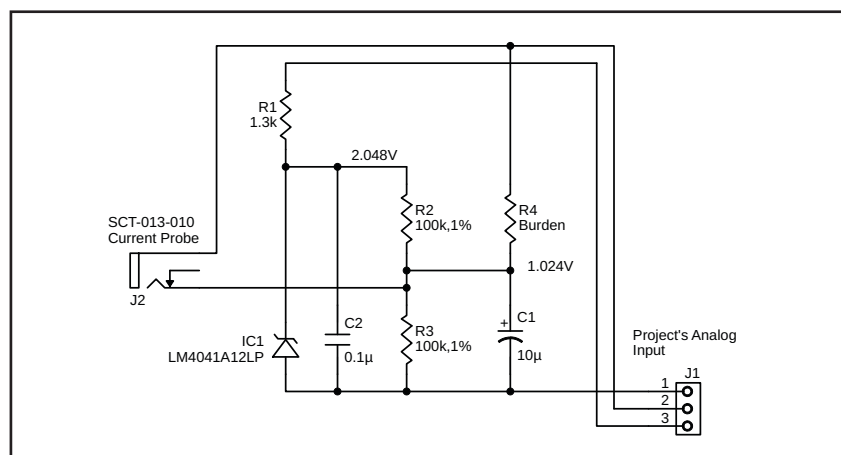 R1
1.3k
2.048V
SCT-013-010
Current Probe
R2
100k,1%
R4
Burden
1.024V
J2
C2
0.1µ
IC1
LM4041A12LP
R3
100k,1%
+
C1
10µ
Project's Analog
Input
J1
1
2
3